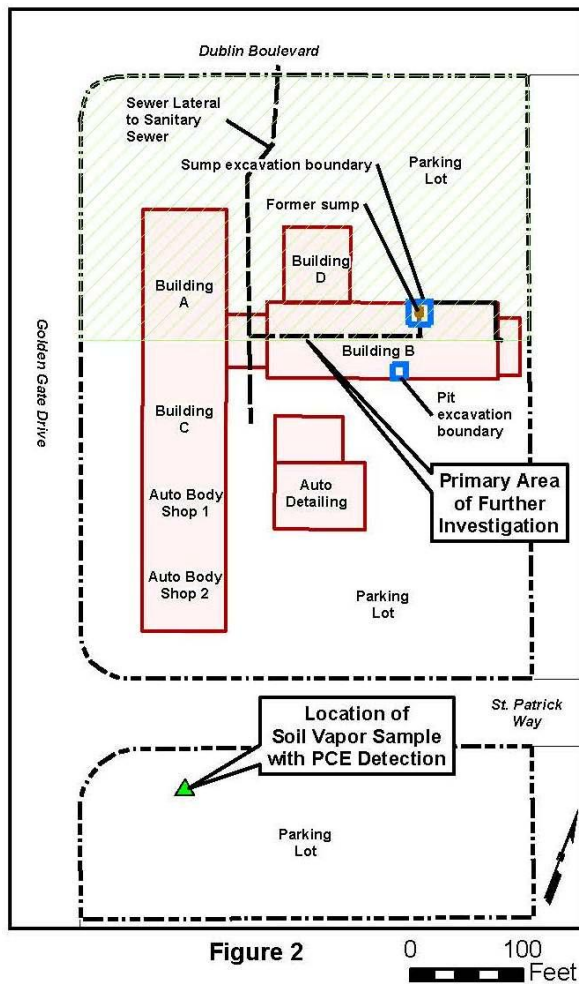 Dublin Boulevard
Sewer Lateral
to Sanitary
Sewer
Sump excavation boundary
Parking
Lot
Former sump
Building
A
Building
D
Golden Gate Drive
Building B
Building
C
Pit
excavation
boundary
Auto Body
Shop 1
Auto
Detailing
Primary Area
of Further
Investigation
Auto Body
Shop 2
Parking
Lot
St. Patrick
Way
Location of
Soil Vapor Sample
with PCE Detection
Parking
Lot
Figure 2
0 100
Feet